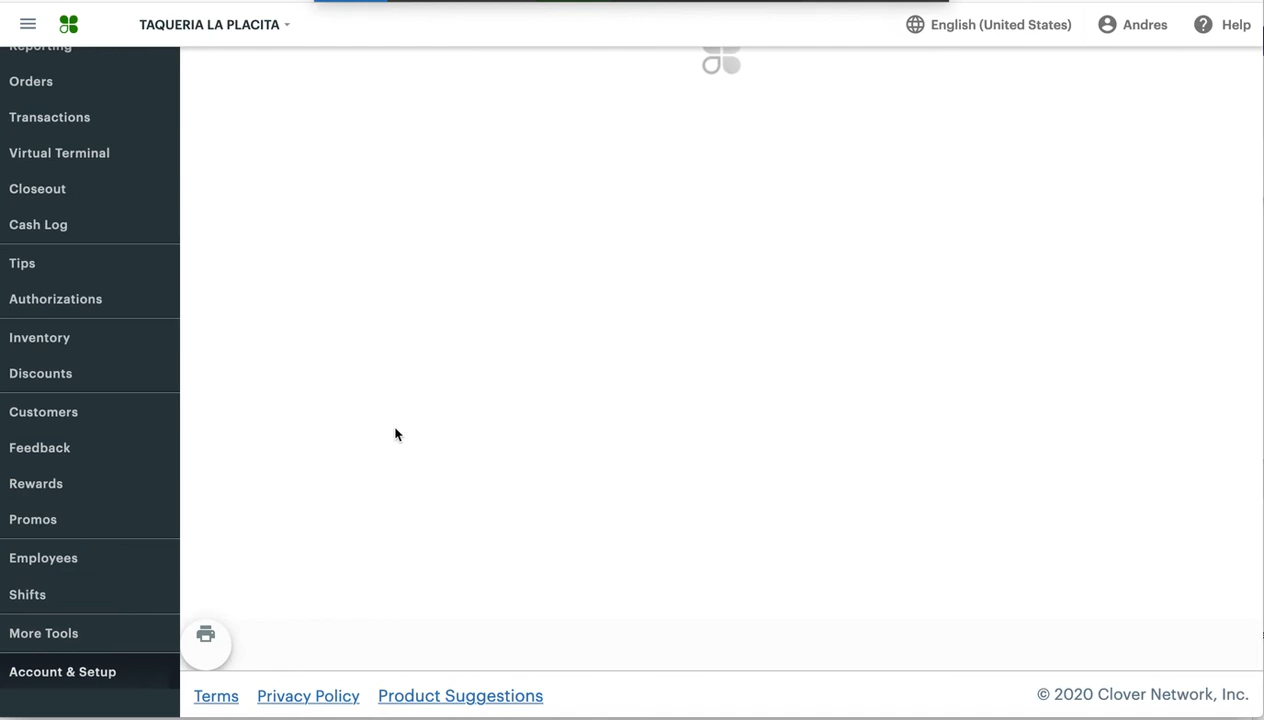 TAQUERIA LA PLACITA
English (United States)
Andres
Help
Reporting
Orders
Transactions
Virtual Terminal
Closeout
Cash Log
Tips
Authorizations
Inventory
Discounts
Customers
Feedback
Rewards
Promos
Employees
Shifts
More Tools
Account & Setup
Terms Privacy Policy Product Suggestions
© 2020 Clover Network, Inc.